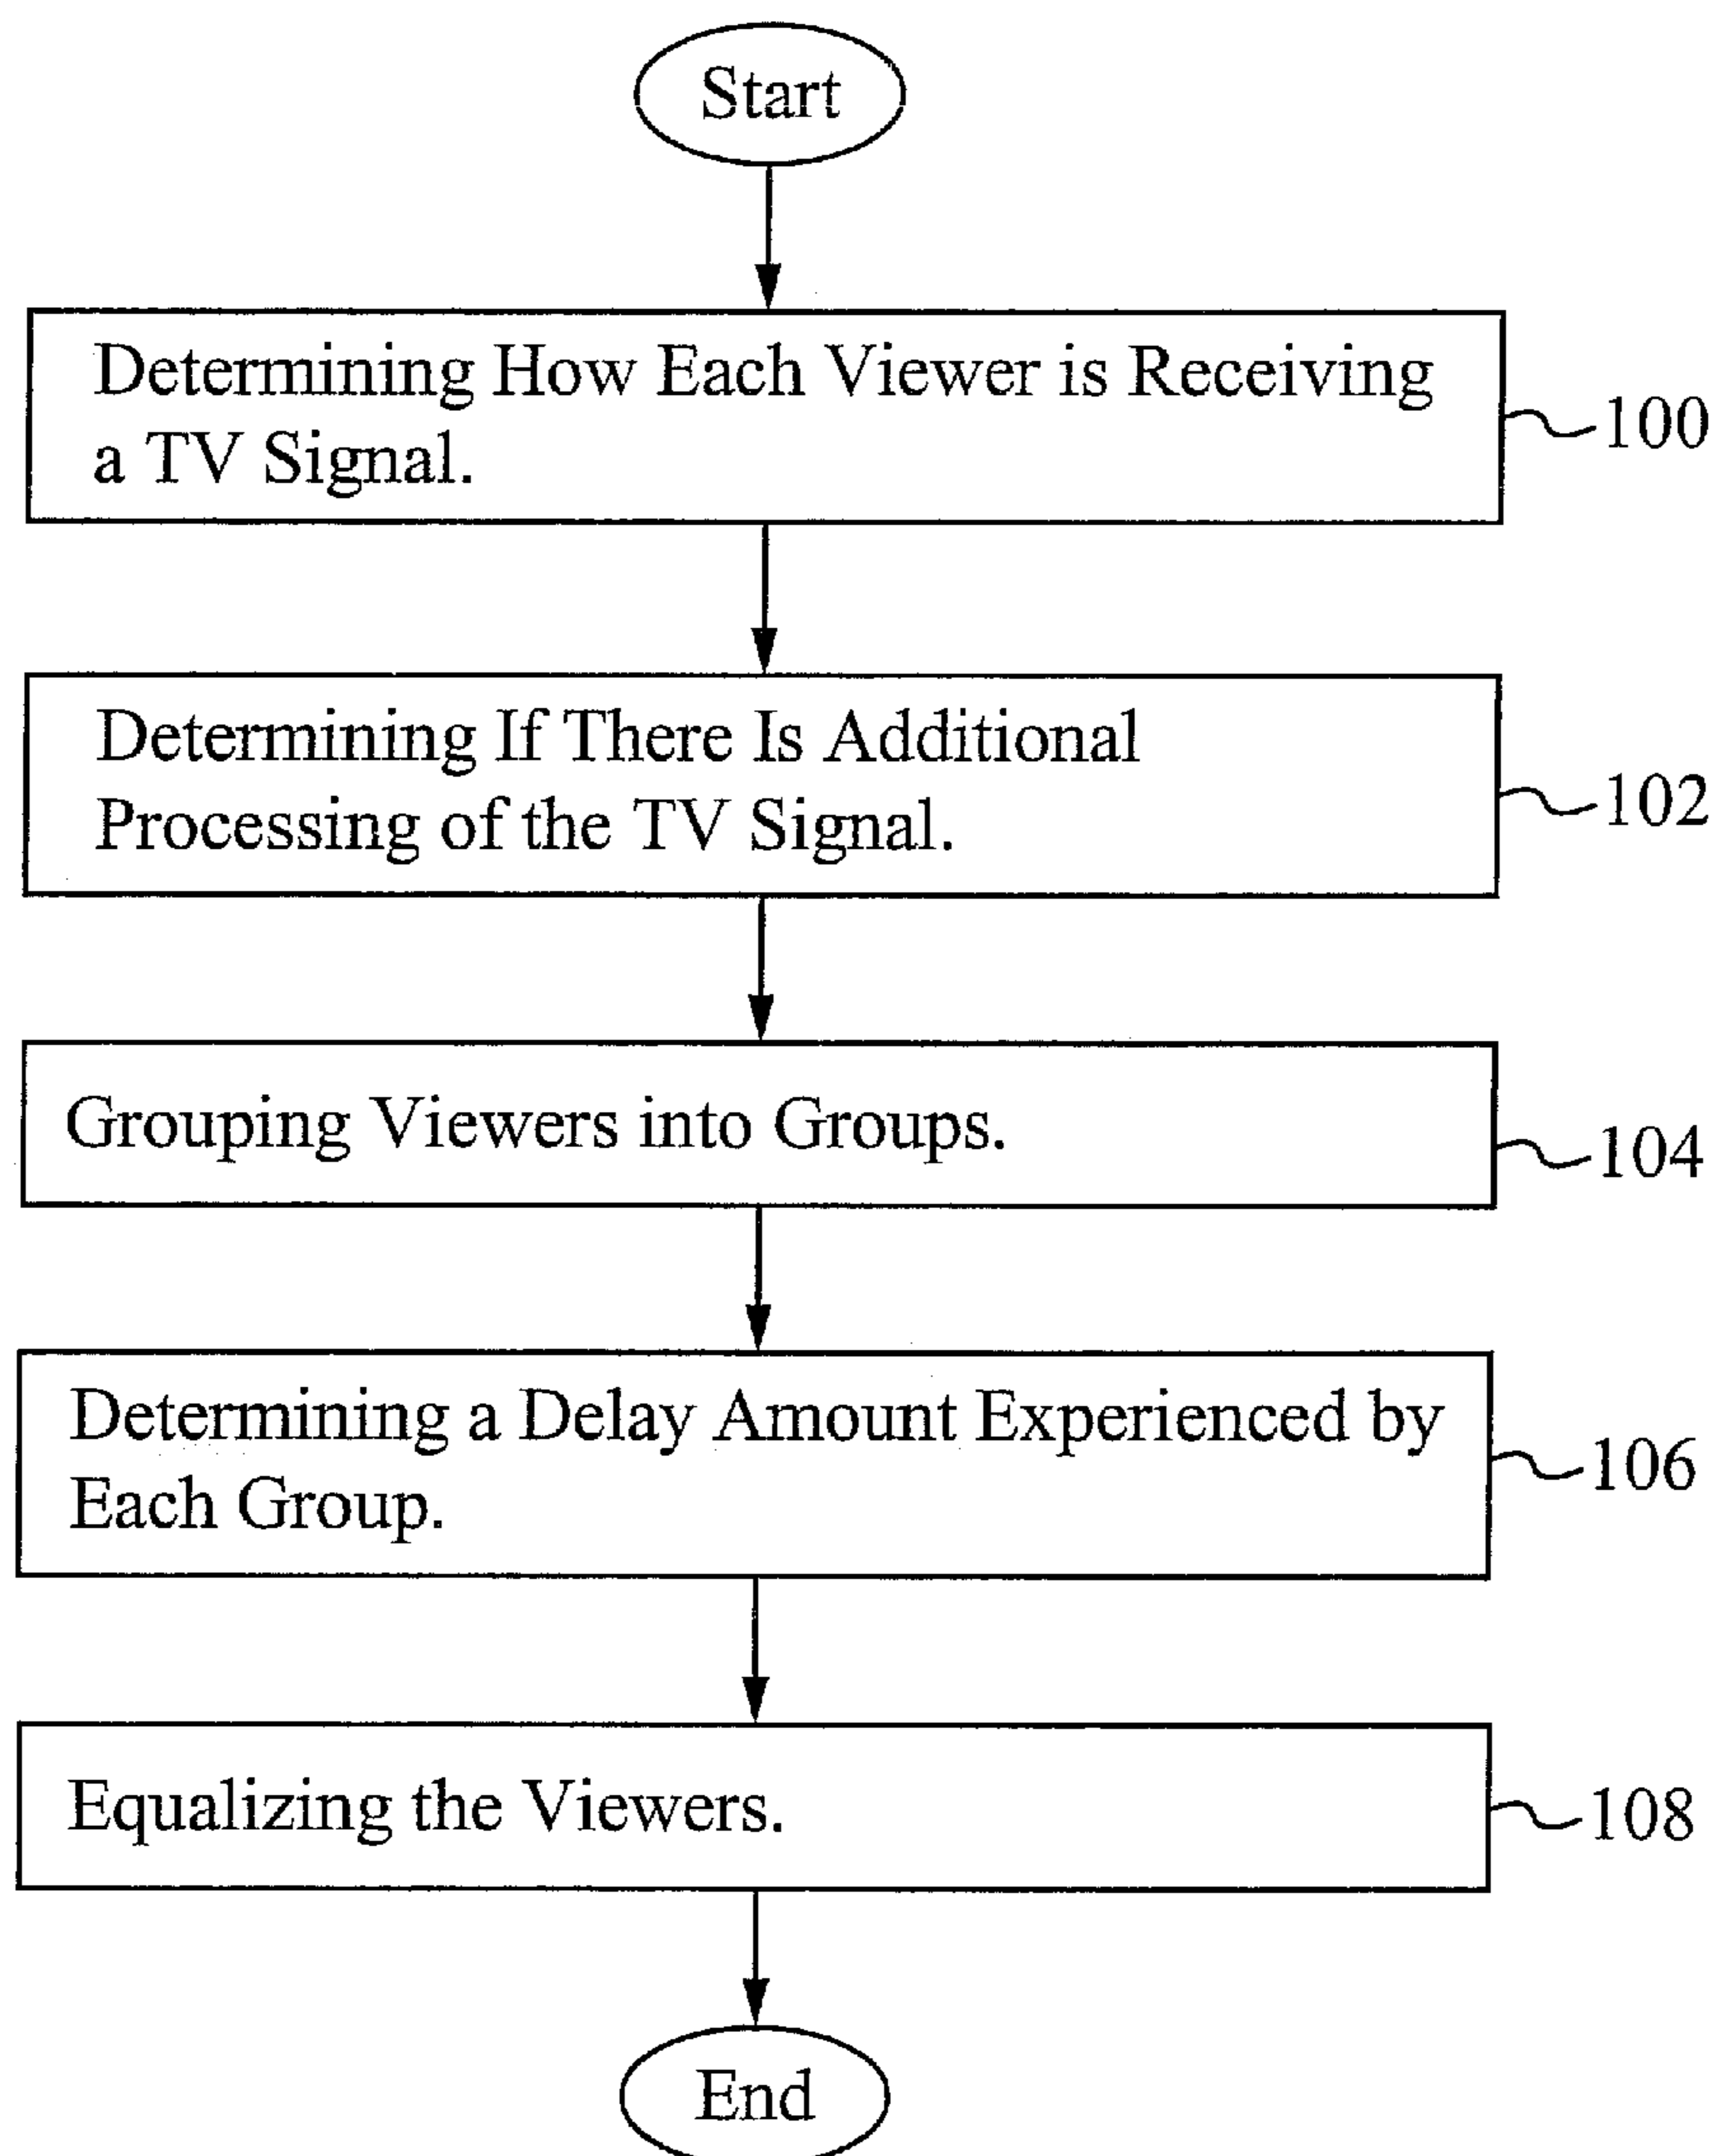 Start
Determining How Each Viewer is Receiving
a TV Signal.
100
Determining If There Is Additional
Processing of the TV Signal.
102
Grouping Viewers into Groups.
104
Determining a Delay Amount Experienced by
Each Group.
106
Equalizing the Viewers.
108
End